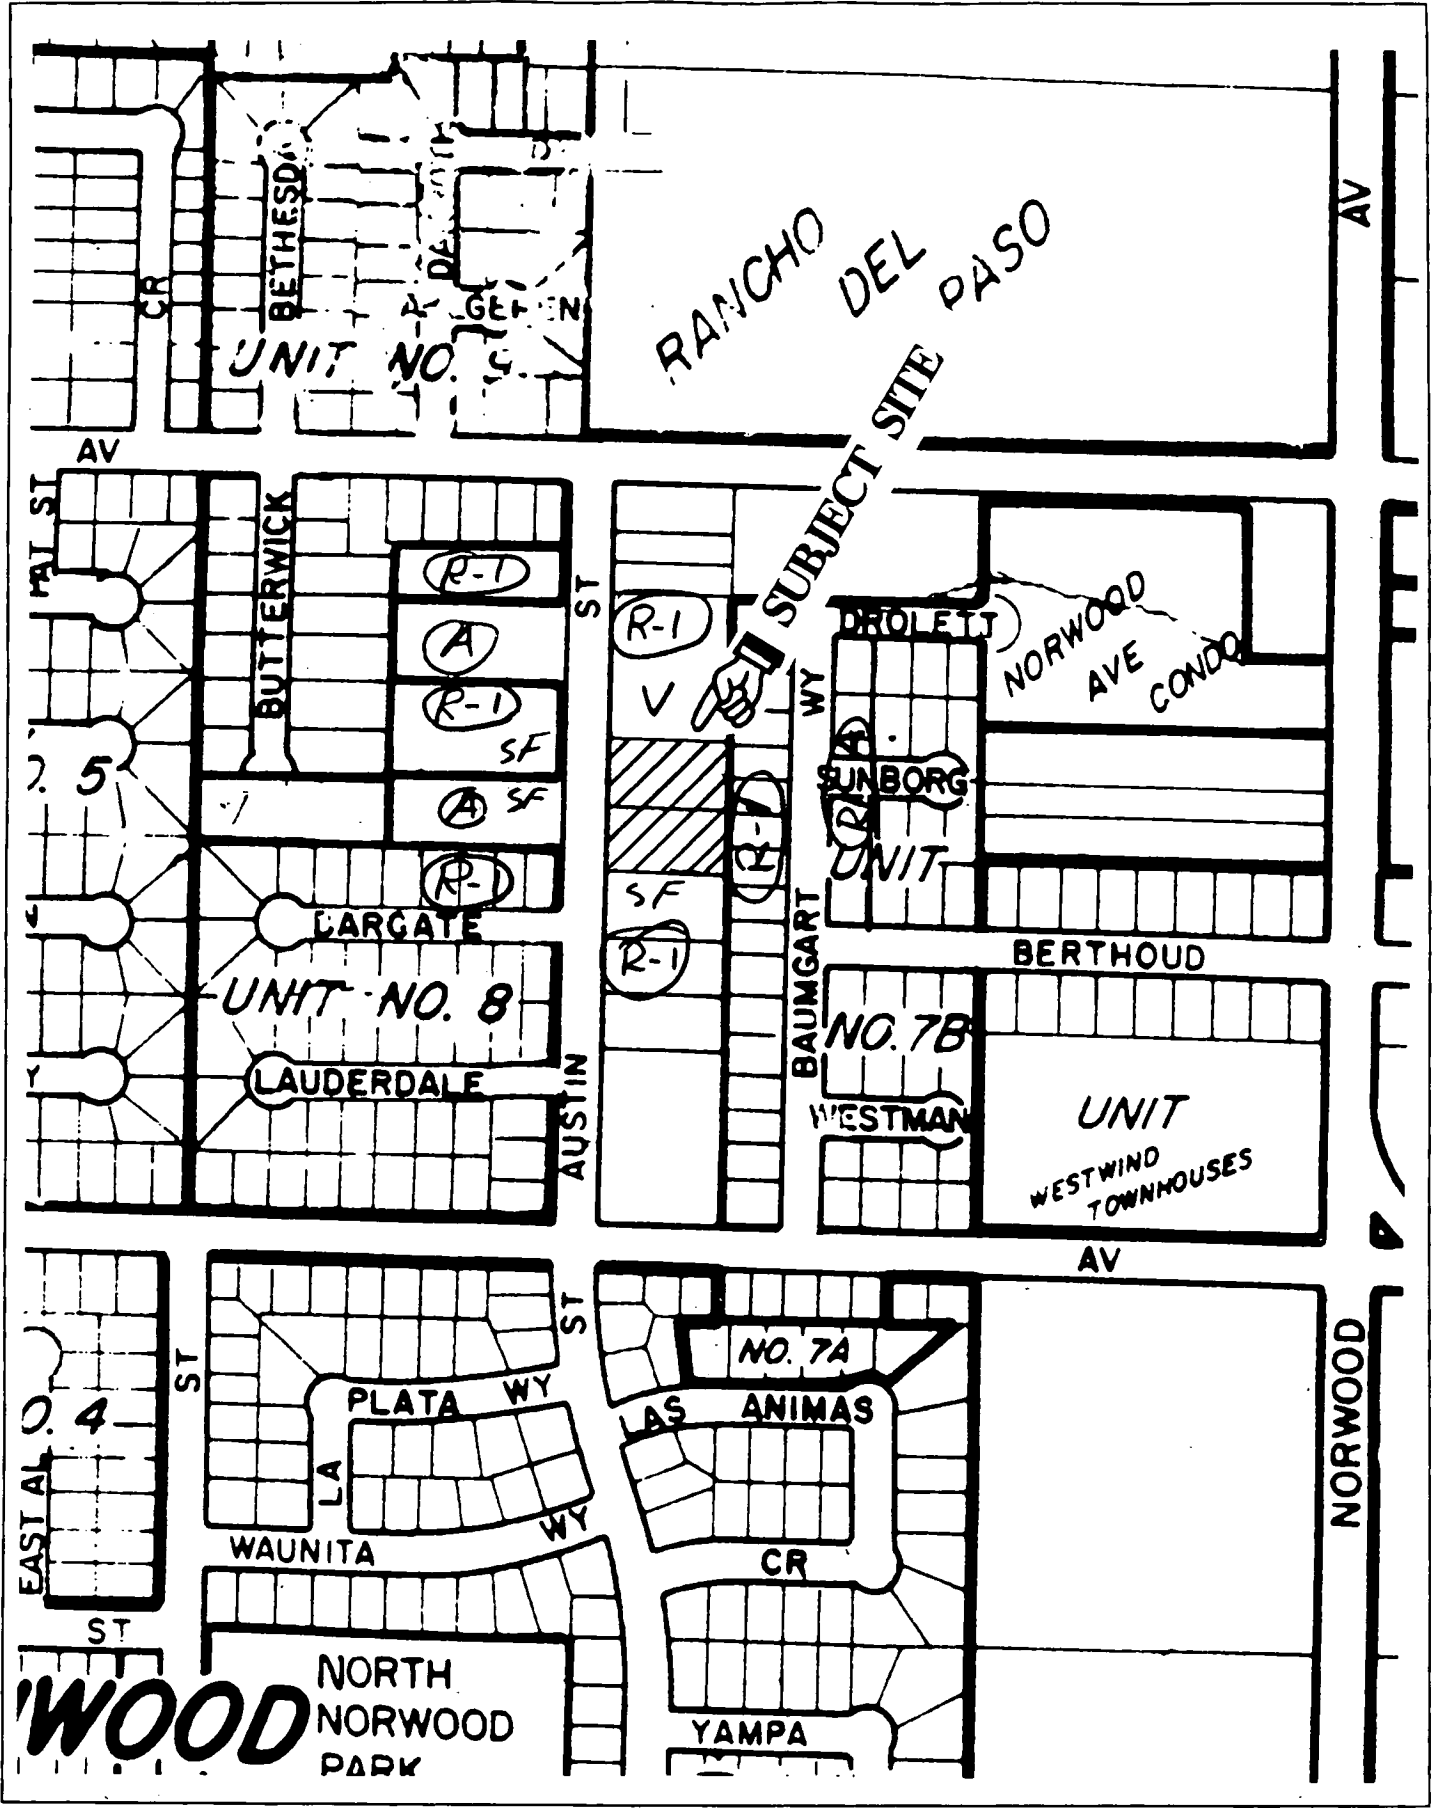 AV
BETHESDA
CR
RANCHO
DEL
PASO
UNIT NO.
SUBJECT SITE
AV
ST
BUTTERWICK
R-1
ST
R-1
DROLETT
NORWOOD
AVE
CONDO
A
R-1
V
WY
SF
O. 5
A
SF
R-1
SUNBORG
UNIT
R-1
SF
DARGATE
R-1
BERTHOUD
UNIT NO. 8
BAUMGART
NO. 7B
LAUDERDALE
AUSTIN
WESTMAN
UNIT
WESTWIND
TOWNHOUSES
AV
ST
ST
NO. 7A
NORWOOD
PLATA
WY
LAS
ANIMAS
O. 4
LA
EAST AL
WAUNITA
WY
CR
ST
WOOD
NORTH
NORWOOD
PARK
YAMPA